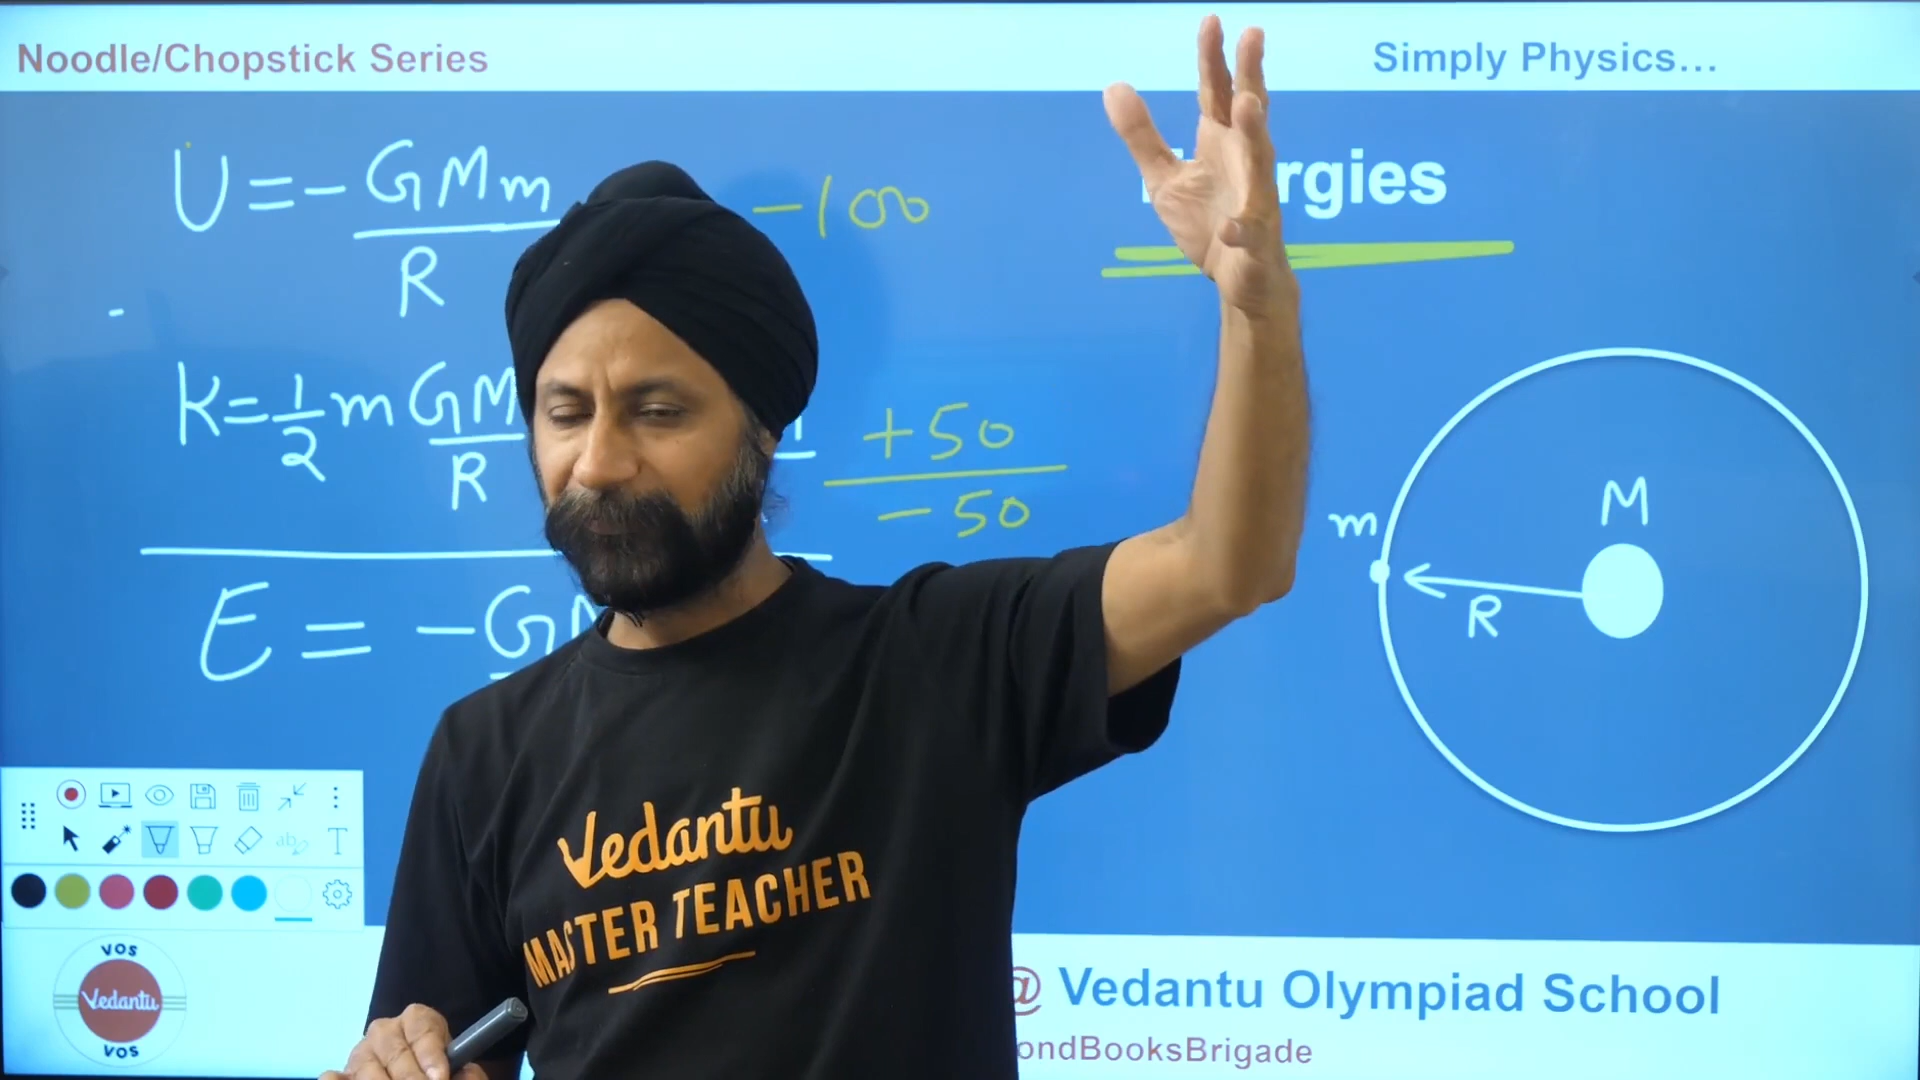 Noodle/Chopstick Series
Simply Physics...
U = - GMm
R
- 100
rgies
K = 1/2 m GM
R
+ 50
- 50
E = - G
M
m
R
Vedantu
MASTER TEACHER
VOS
Vedantu
VOS
@ Vedantu Olympiad School
ondBooksBrigade